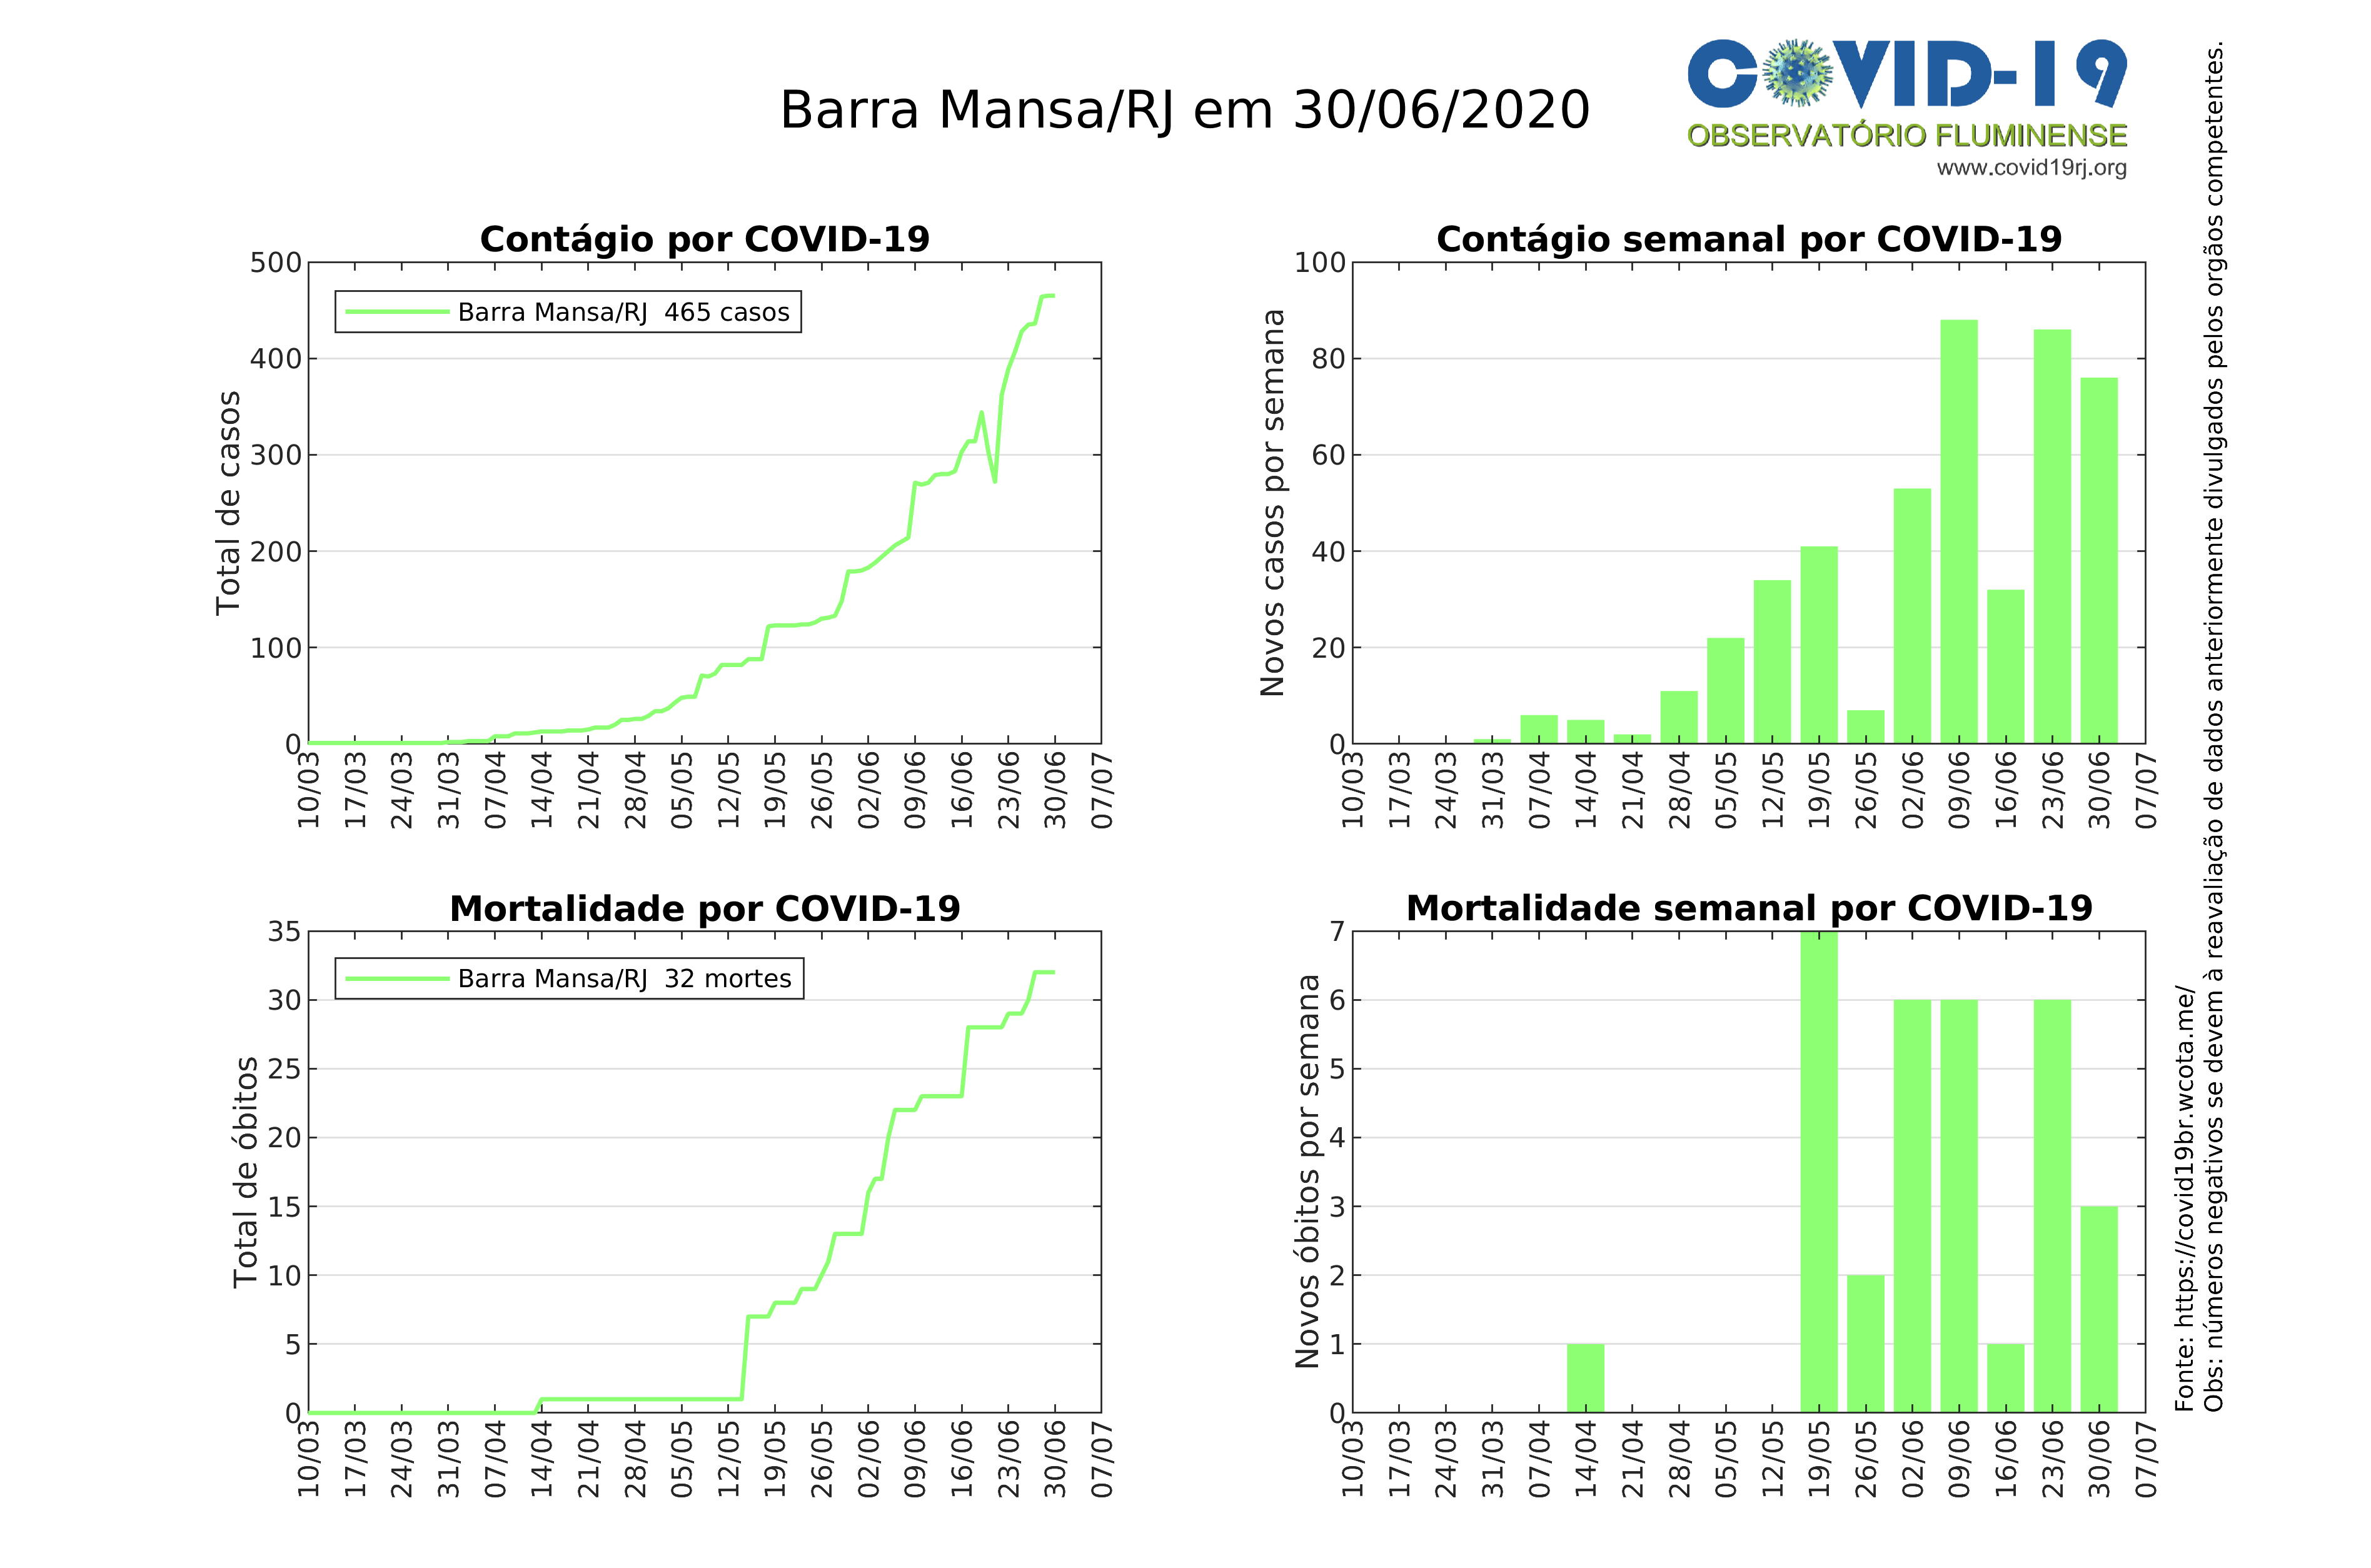 Barra Mansa/RJ em 30/06/2020
COVID-19
OBSERVATÓRIO FLUMINENSE
www.covid19rj.org
Contágio por COVID-19
Total de casos
500
400
300
200
100
0
Barra Mansa/RJ 465 casos
10/03 17/03 24/03 31/03 07/04 14/04 21/04 28/04 05/05 12/05 19/05 26/05 02/06 09/06 16/06 23/06 30/06 07/07
Contágio semanal por COVID-19
Novos casos por semana
100
80
60
40
20
0
10/03 17/03 24/03 31/03 07/04 14/04 21/04 28/04 05/05 12/05 19/05 26/05 02/06 09/06 16/06 23/06 30/06 07/07
Mortalidade por COVID-19
Total de óbitos
35
30
25
20
15
10
5
0
Barra Mansa/RJ 32 mortes
10/03 17/03 24/03 31/03 07/04 14/04 21/04 28/04 05/05 12/05 19/05 26/05 02/06 09/06 16/06 23/06 30/06 07/07
Mortalidade semanal por COVID-19
Novos óbitos por semana
7
6
5
4
3
2
1
0
10/03 17/03 24/03 31/03 07/04 14/04 21/04 28/04 05/05 12/05 19/05 26/05 02/06 09/06 16/06 23/06 30/06 07/07
Fonte: https://covid19br.wcota.me/
Obs: números negativos se devem à reavaliação de dados anteriormente divulgados pelos orgãos competentes.